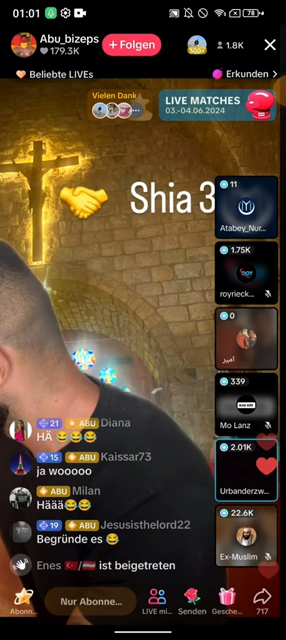 01:01
78
Abu_bizeps
179.3K
+ Folgen
1.8K
Beliebte LIVEs
Erkunden >
Vielen Dank
LIVE MATCHES
03.-04.06.2024
Shia 3
11
Atabey_Nur...
1.75K
royrieck...
0
امیر
339
Mo Lanz
2.01K
Urbanderzw...
22.6K
Ex-Muslim
21 ABU Diana
HÄ 😂😂😂
15 ABU Kaissar73
ja wooooo
ABU Milan
Hääà😂😂
19 ABU Jesusisthelord22
Begründe es 😂
Enes 🇹🇷/🇦🇹 ist beigetreten
Abonn...
Nur Abonne...
LIVE mi...
Senden
Gesche...
717